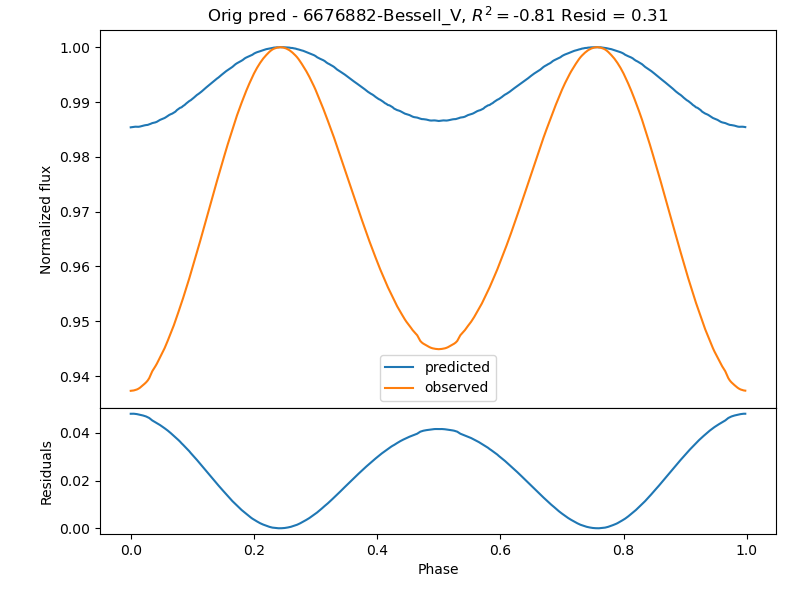 Orig pred - 6676882-Bessell_V, R² = -0.81 Resid = 0.31
1.00
0.99
0.98
0.97
0.96
0.95
0.94
Normalized flux
predicted
observed
0.04
0.02
0.00
Residuals
0.0 0.2 0.4 0.6 0.8 1.0
Phase